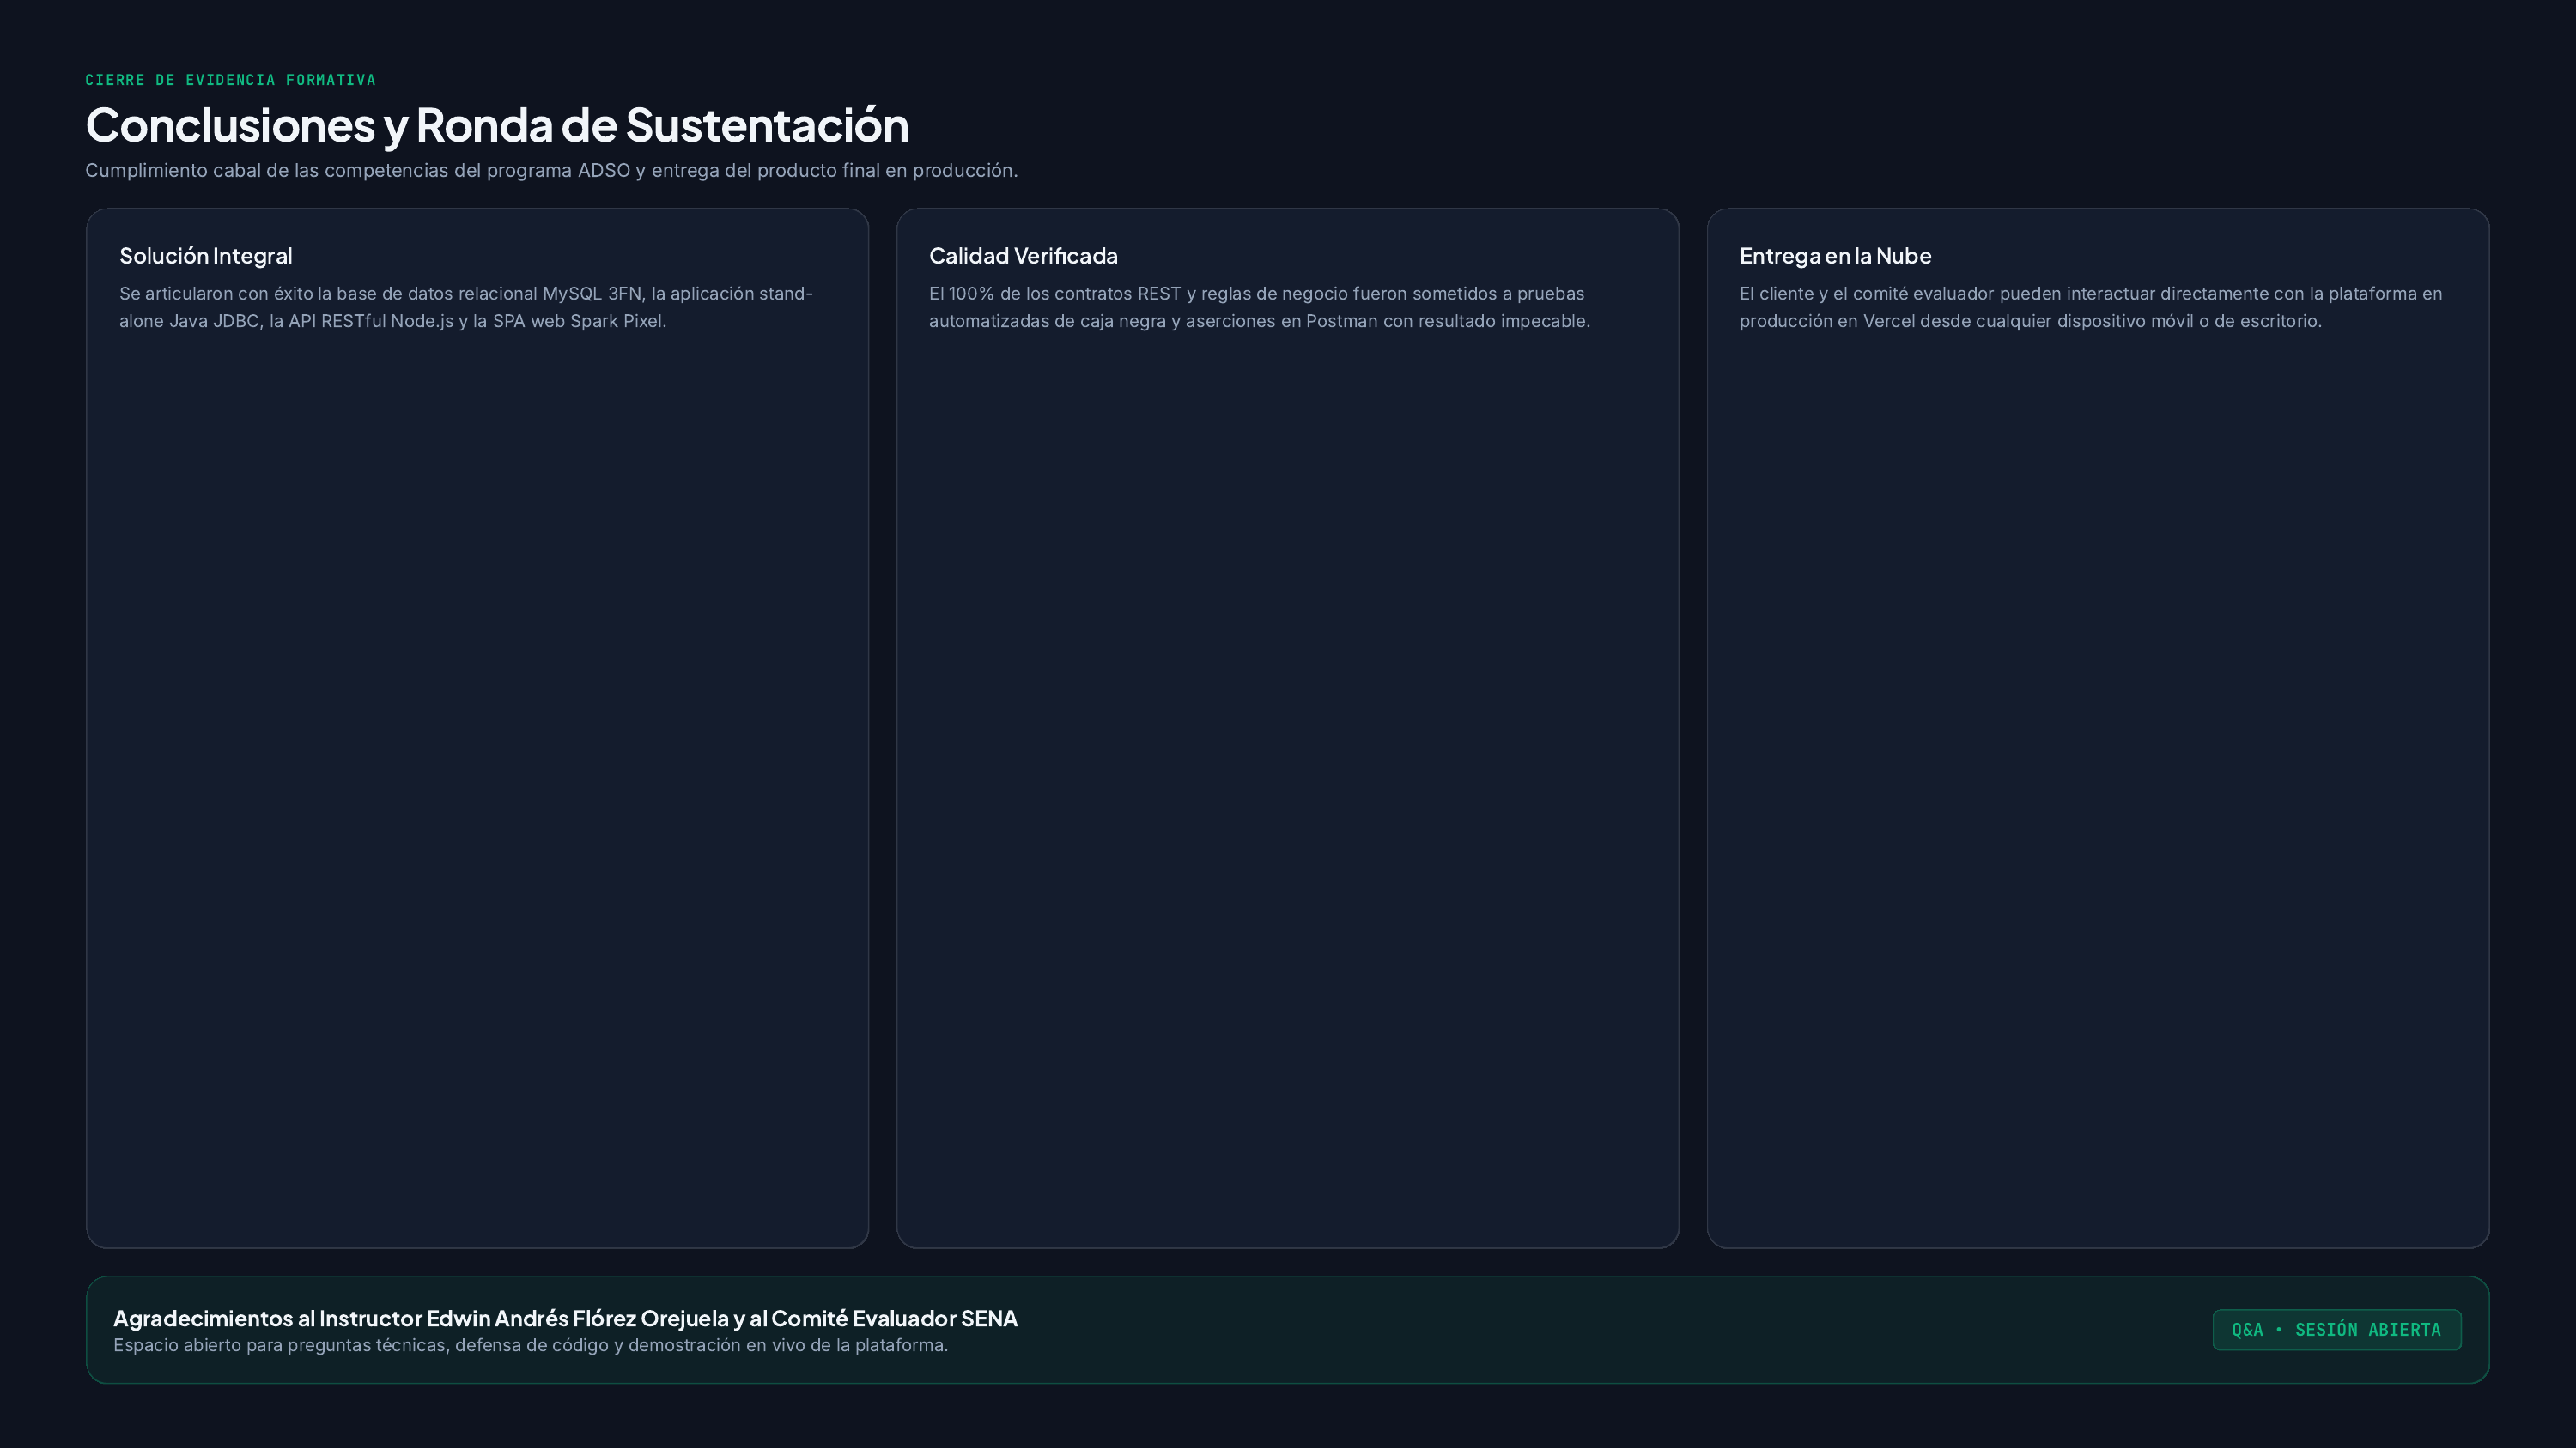 CIERRE DE EVIDENCIA FORMATIVA
Conclusiones y Ronda de Sustentación
Cumplimiento cabal de las competencias del programa ADSO y entrega del producto final en producción.
Solución Integral
Se articularon con éxito la base de datos relacional MySQL 3FN, la aplicación stand-
alone Java JDBC, la API RESTful Node.js y la SPA web Spark Pixel.
Calidad Verificada
El 100% de los contratos REST y reglas de negocio fueron sometidos a pruebas
automatizadas de caja negra y aserciones en Postman con resultado impecable.
Entrega en la Nube
El cliente y el comité evaluador pueden interactuar directamente con la plataforma en
producción en Vercel desde cualquier dispositivo móvil o de escritorio.
Agradecimientos al Instructor Edwin Andrés Flórez Orejuela y al Comité Evaluador SENA
Espacio abierto para preguntas técnicas, defensa de código y demostración en vivo de la plataforma.
Q&A • SESIÓN ABIERTA